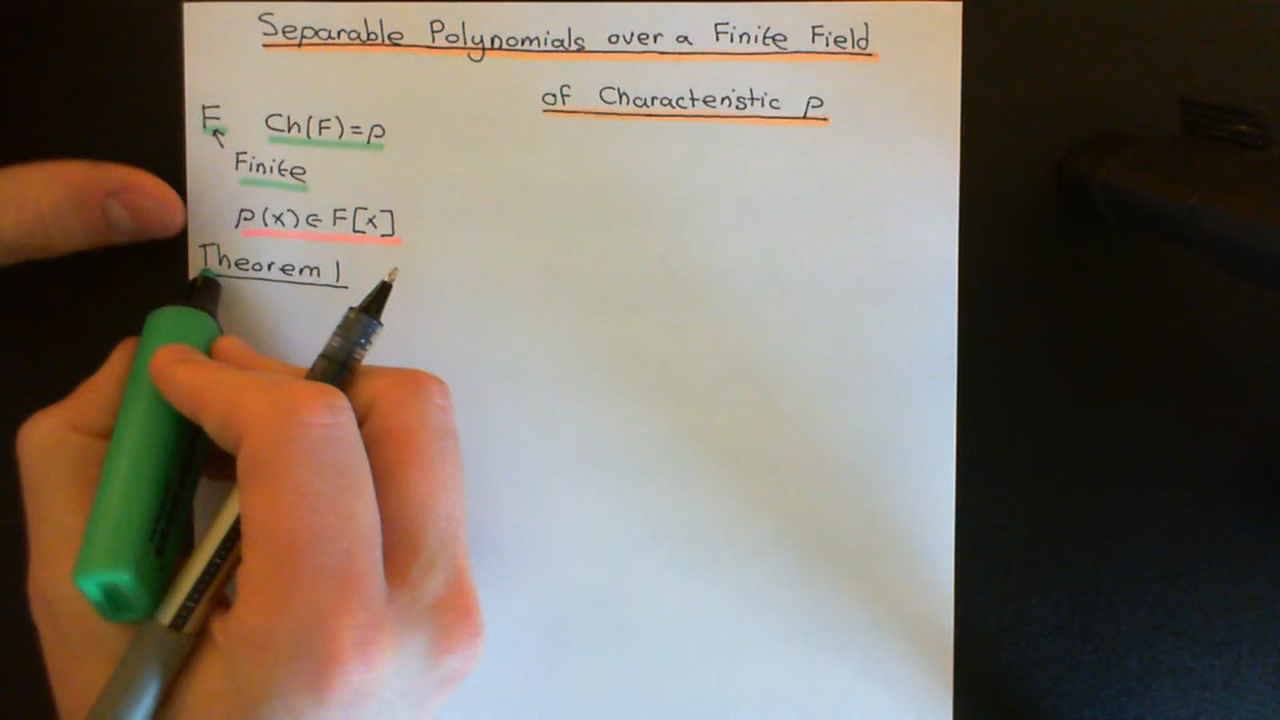 Separable Polynomials over a Finite Field
of Characteristic p
F Ch(F)=p
Finite
p(x)∈F[x]
Theorem 1